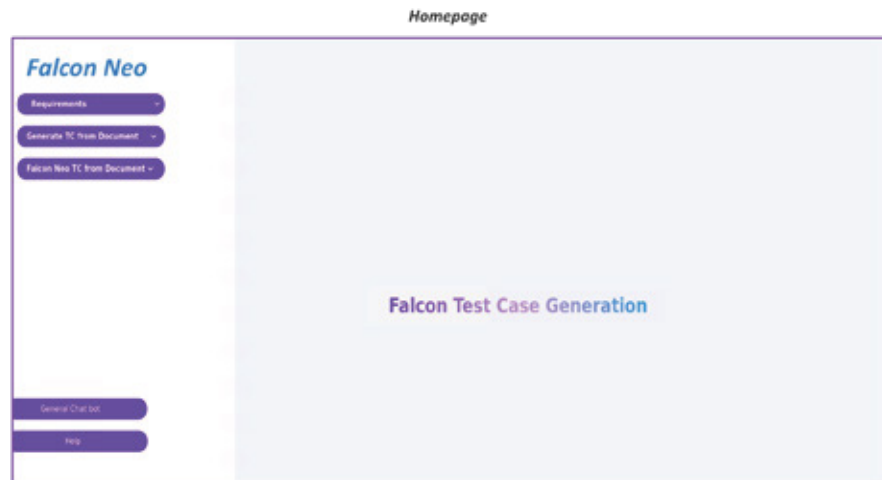 Homepage
Falcon Neo
Requirements
Generate TC from Document
Falcon Neo TC from Document
Falcon Test Case Generation
General Chat bot
Help